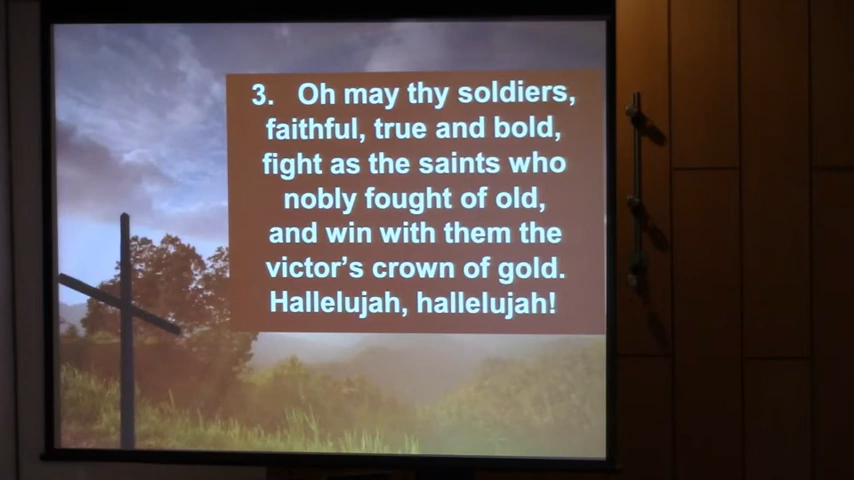 3. Oh may thy soldiers,
faithful, true and bold,
fight as the saints who
nobly fought of old,
and win with them the
victor's crown of gold.
Hallelujah, hallelujah!